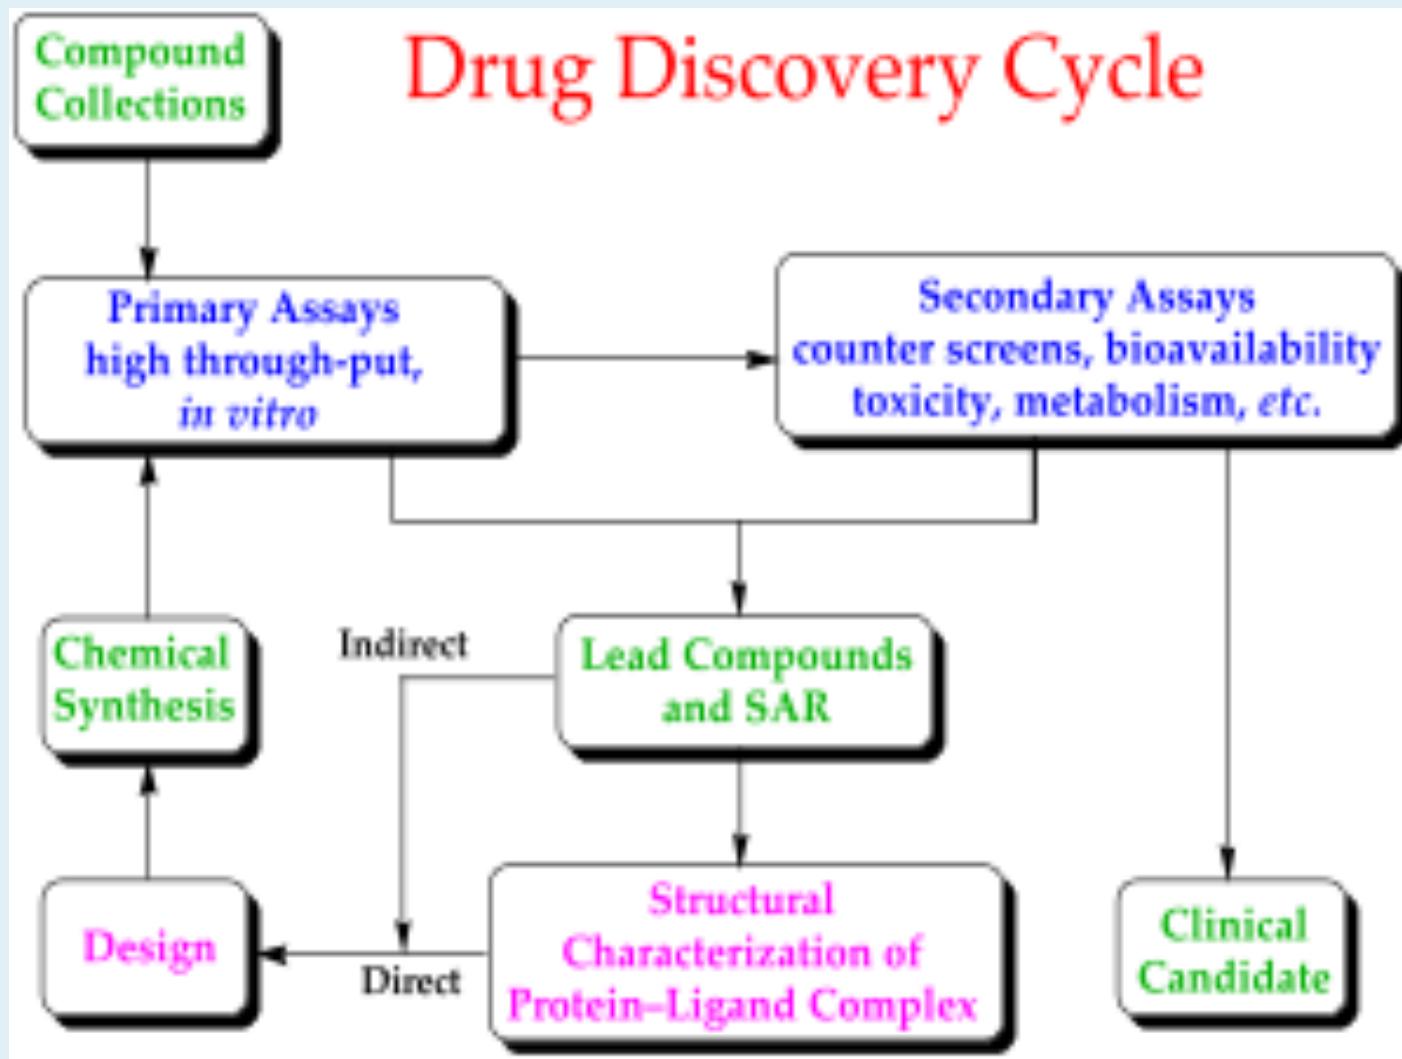 Compound
Collections
Drug Discovery Cycle
Primary Assays
high through-put,
in vitro
Secondary Assays
counter screens, bioavailability
toxicity, metabolism, etc.
Chemical
Synthesis
Indirect
Lead Compounds
and SAR
Design
Direct
Structural
Characterization of
Protein–Ligand Complex
Clinical
Candidate